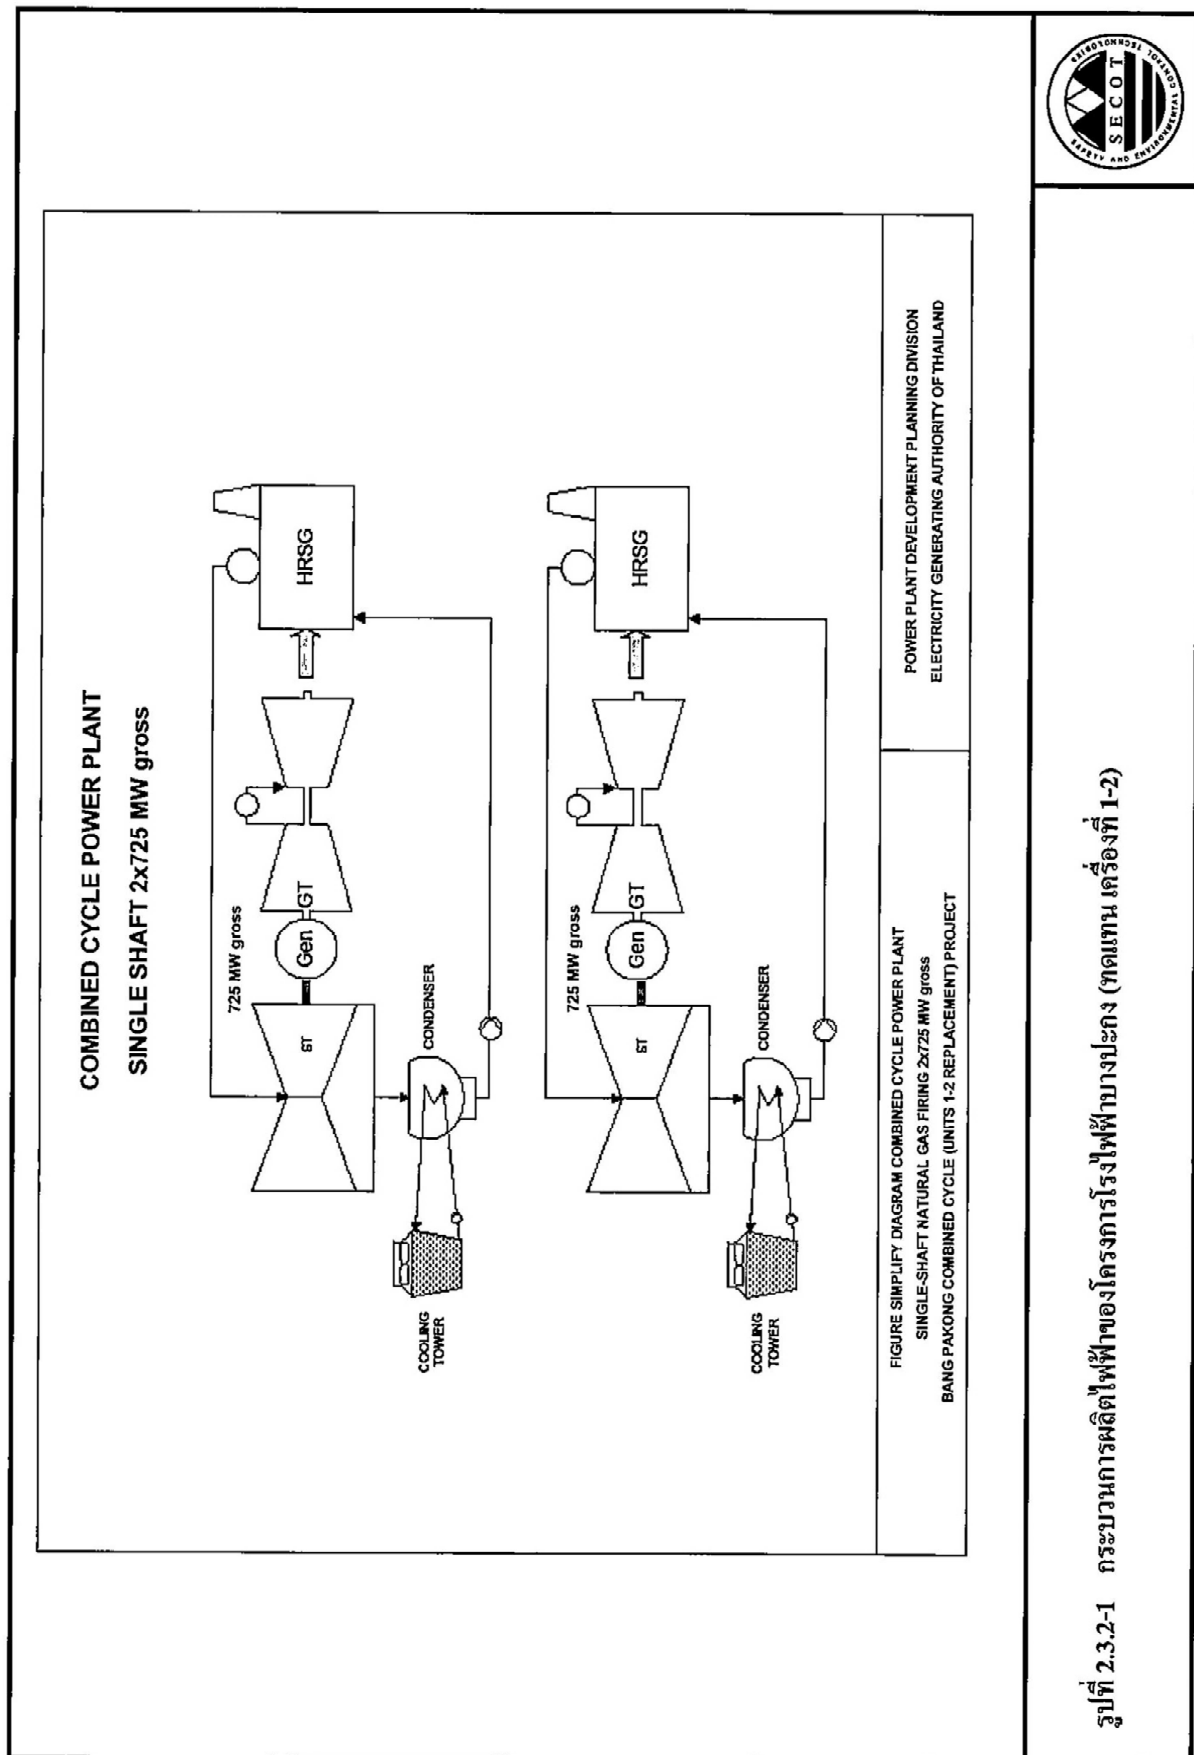 COMBINED CYCLE POWER PLANT
SINGLE SHAFT 2x725 MW gross
725 MW gross
ST
Gen
GT
HRSG
CONDENSER
COOLING
TOWER
725 MW gross
ST
Gen
GT
HRSG
CONDENSER
COOLING
TOWER
FIGURE SIMPLIFY DIAGRAM COMBINED CYCLE POWER PLANT
SINGLE-SHAFT NATURAL GAS FIRING 2x725 MW gross
BANG PAKONG COMBINED CYCLE (UNITS 1-2 REPLACEMENT) PROJECT
POWER PLANT DEVELOPMENT PLANNING DIVISION
ELECTRICITY GENERATING AUTHORITY OF THAILAND
รูปที่ 2.3.2-1 กระบวนการผลิตไฟฟ้าของโครงการโรงไฟฟ้าบางปะกง (ทดแทน เครื่องที่ 1-2)
SECOT
SAFETY AND ENVIRONMENTAL CONTROL TECHNOLOGIES